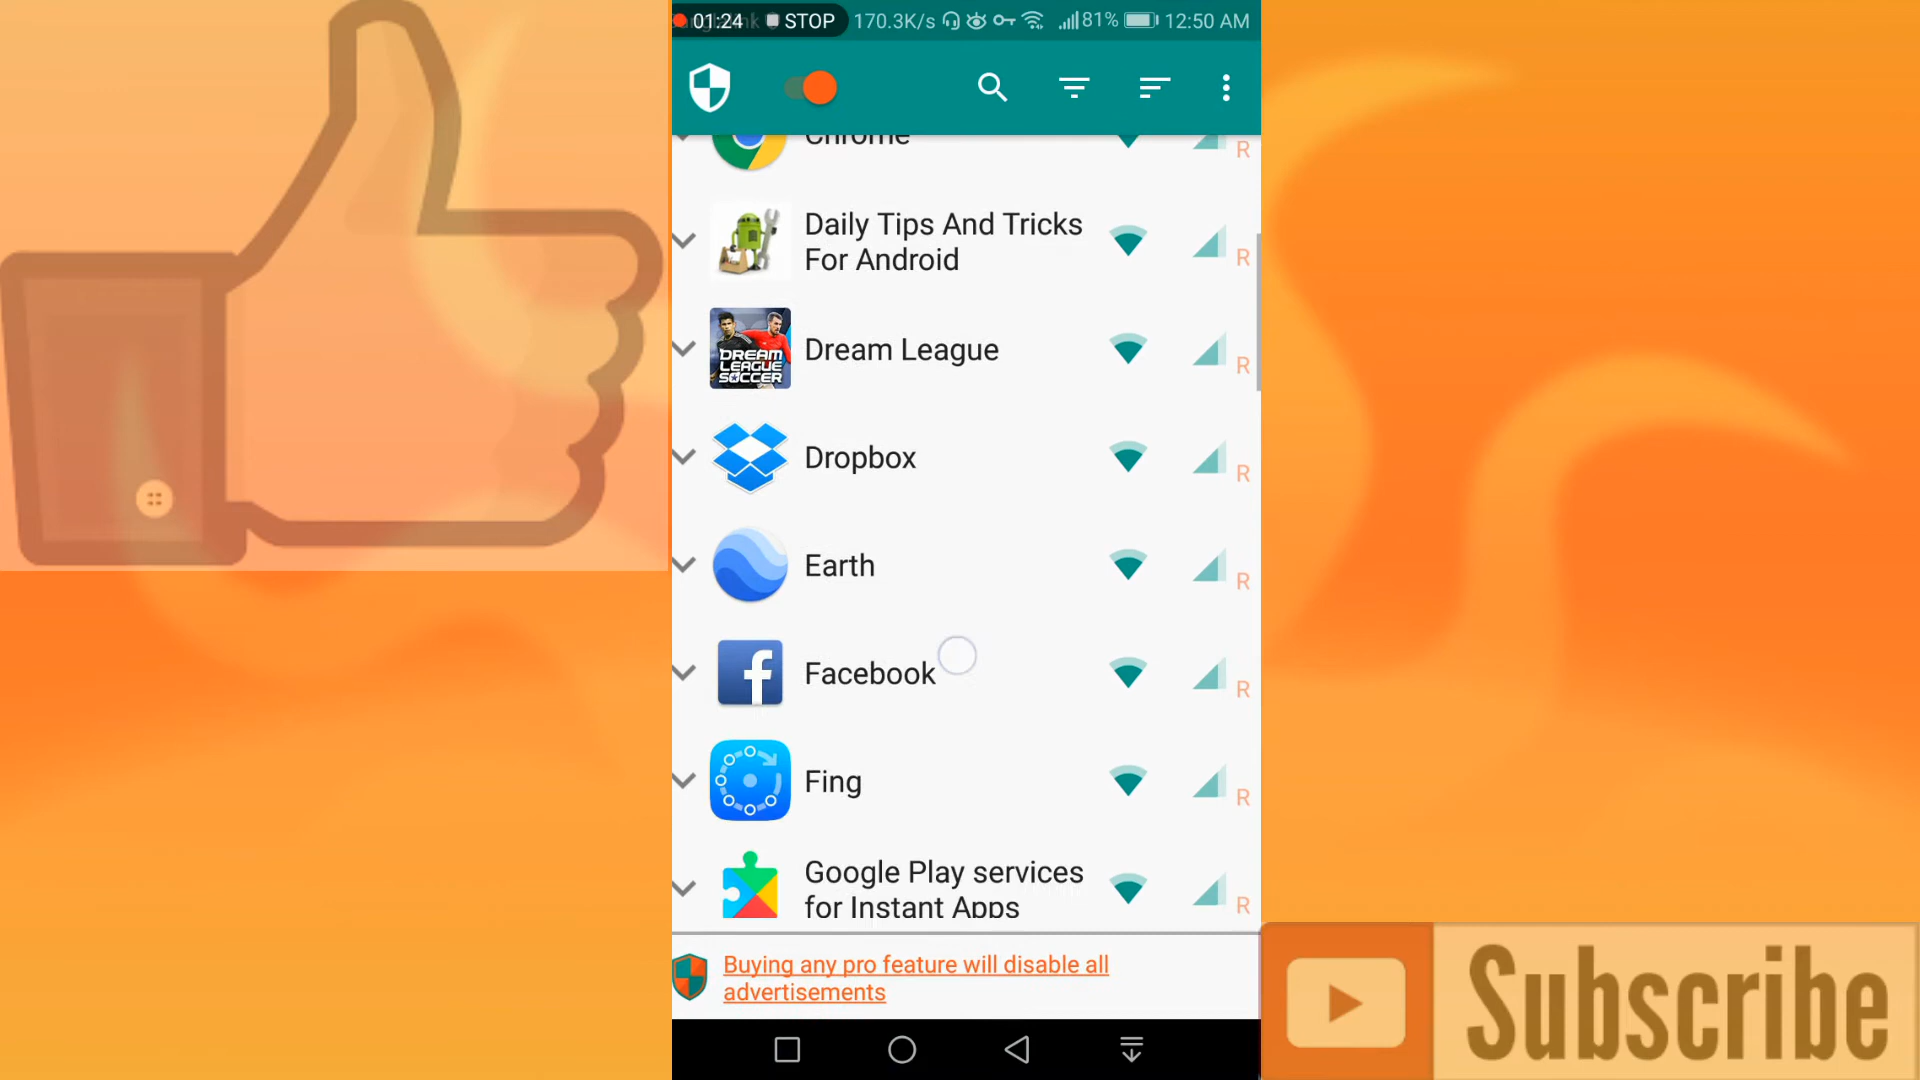 01:24 STOP 170.3K/s 81% 12:50 AM
Chrome
R
Daily Tips And Tricks
For Android
R
DREAM
LEAGUE
SOCCER
Dream League
R
Dropbox
R
Earth
R
Facebook
R
Fing
R
Google Play services
for Instant Apps
R
Buying any pro feature will disable all
advertisements
Subscribe